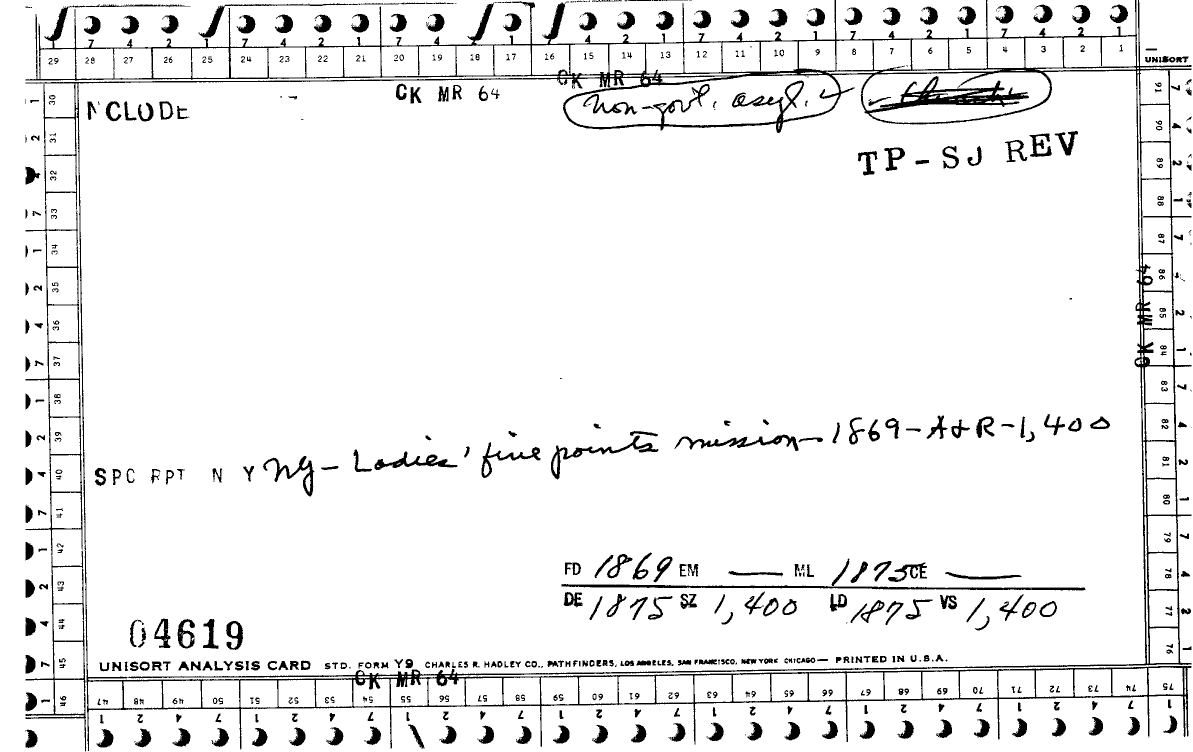 7 4 2 1 7 4 2 1 7 4 2 1 7 4 2 1 7 4 2 1 7 4 2 1
29 28 27 26 25 24 23 22 21 20 19 18 17 16 15 14 13 12 11 10 9 8 7 6 5 4 3 2 1
UNISORT
CK MR 64
NCLODE CK MR 64 non-gov't. asyl.
TP-SJ REV
CK MR 64
SPC RPT N Y NG - Ladies' five points mission - 1869 - A & R - 1,400
FD 1869 EM — ML 1875 CE —
DE 1875 SZ 1,400 LD 1875 VS 1,400
04619
UNISORT ANALYSIS CARD STD. FORM Y9 CHARLES R. HADLEY CO., PATHFINDERS, LOS ANGELES, SAN FRANCISCO, NEW YORK CHICAGO — PRINTED IN U.S.A.
CK MR 64
30 31 32 33 34 35 36 37 38 39 40 41 42 43 44 45 46
47 48 49 50 51 52 53 54 55 56 57 58 59 60 61 62 63 64 65 66 67 68 69 70 71 72 73 74 75
91 90 89 88 87 86 85 84 83 82 81 80 79 78 77 76